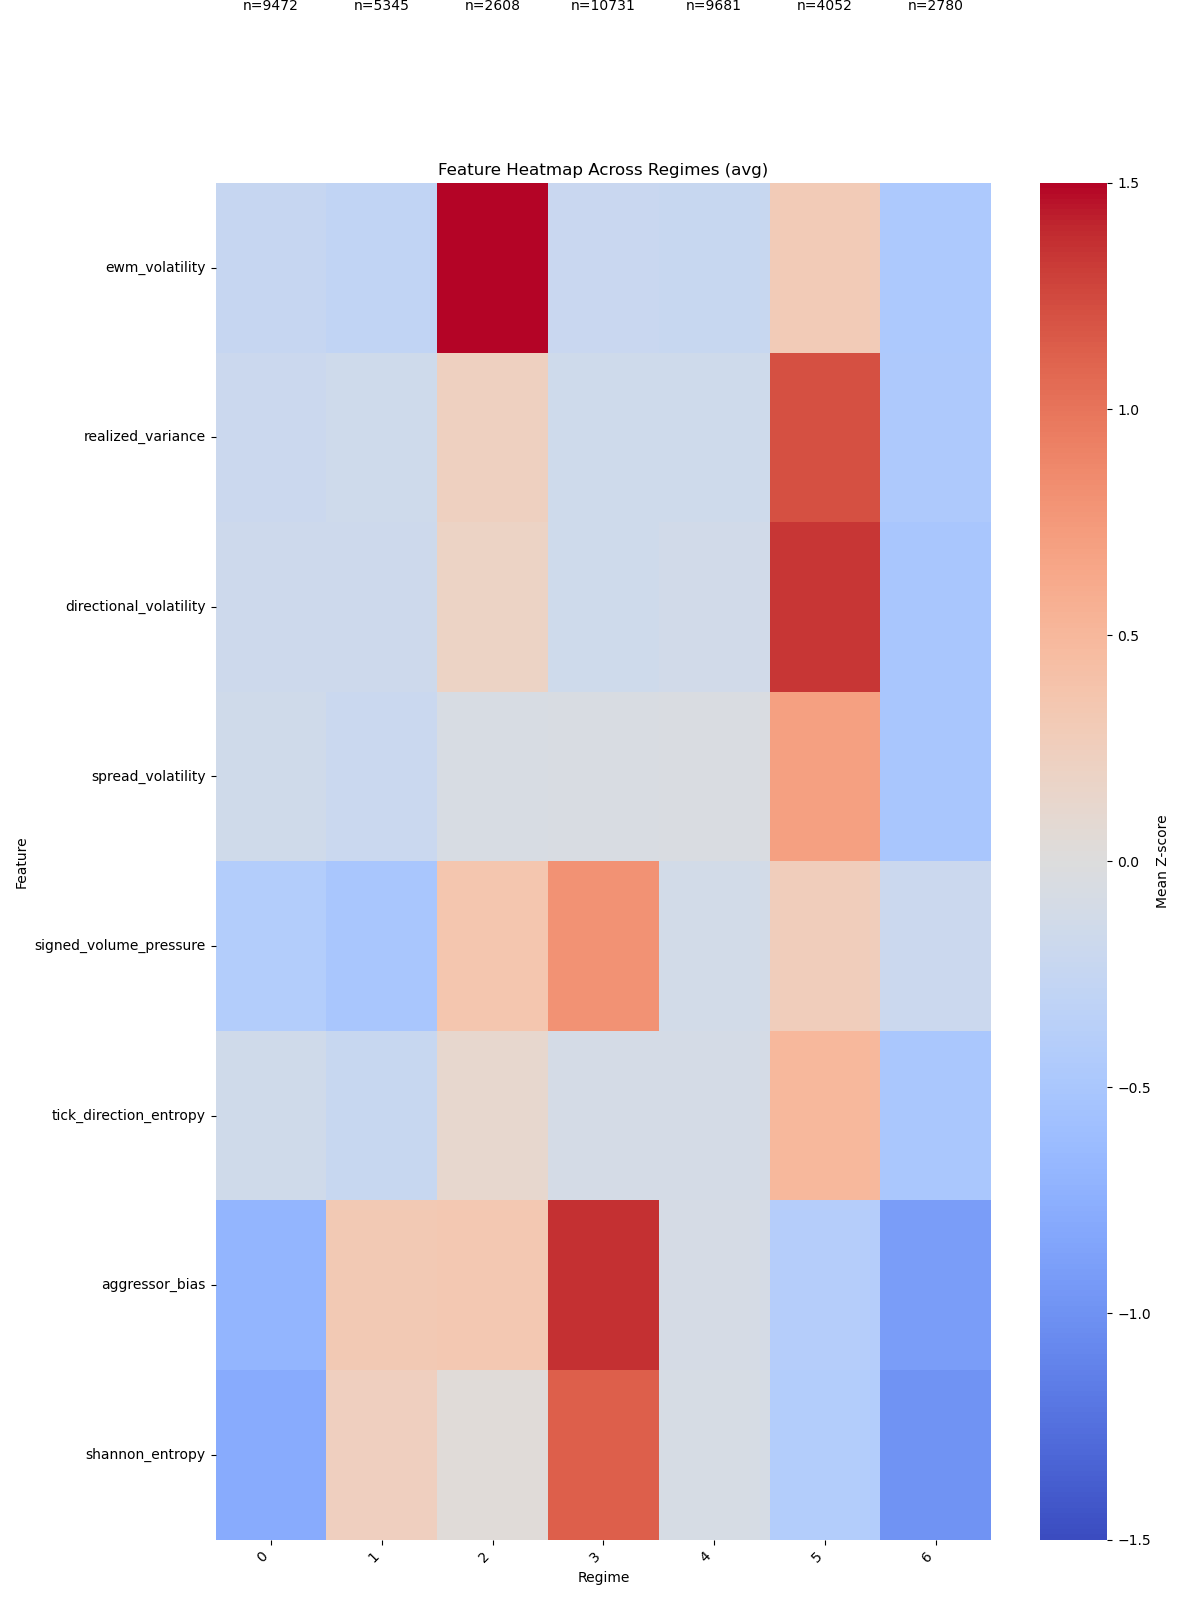 n=9472 n=5345 n=2608 n=10731 n=9681 n=4052 n=2780
Feature Heatmap Across Regimes (avg)
ewm_volatility
realized_variance
directional_volatility
spread_volatility
signed_volume_pressure
tick_direction_entropy
aggressor_bias
shannon_entropy
Feature
0 1 2 3 4 5 6
Regime
1.5
1.0
0.5
0.0
−0.5
−1.0
−1.5
Mean Z-score